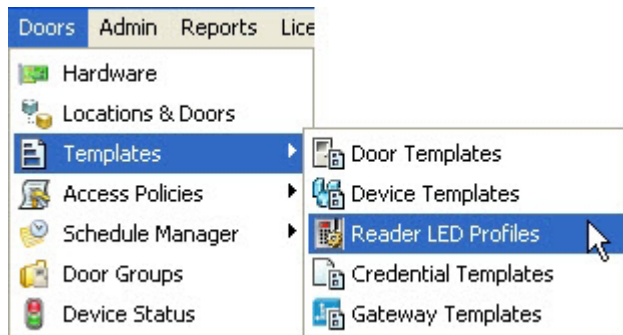 Doors Admin Reports Lice
Hardware
Locations & Doors
Templates
Access Policies
Schedule Manager
Door Groups
Device Status
Door Templates
Device Templates
Reader LED Profiles
Credential Templates
Gateway Templates